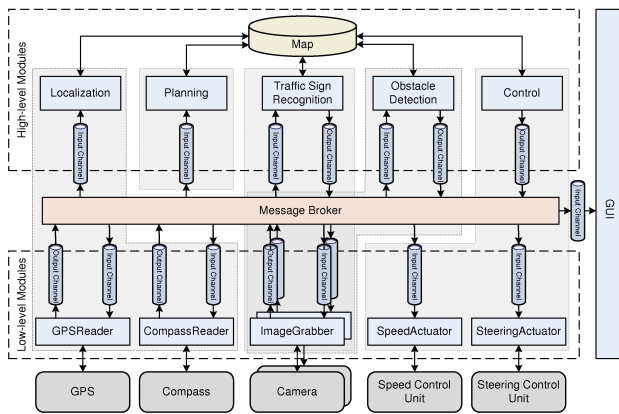 High-level Modules
Map
Localization
Planning
Traffic Sign
Recognition
Obstacle
Detection
Control
Input Channel
Input Channel
Input Channel
Output Channel
Input Channel
Output Channel
Output Channel
Message Broker
Input Channel
GUI
Low-level Modules
Output Channel
Input Channel
Output Channel
Input Channel
Output Channel
Input Channel
Input Channel
Input Channel
GPSReader
CompassReader
ImageGrabber
SpeedActuator
SteeringActuator
GPS
Compass
Camera
Speed Control
Unit
Steering Control
Unit